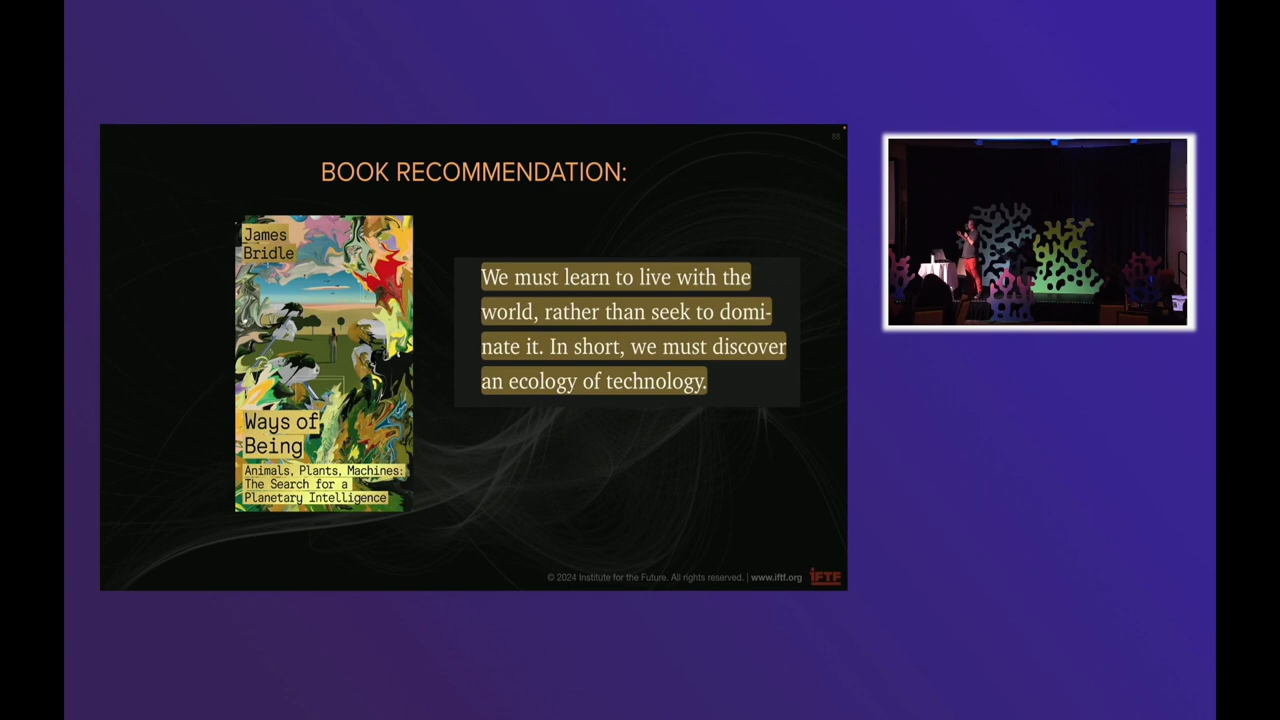 88
BOOK RECOMMENDATION:
James
Bridle
Ways of
Being
Animals, Plants, Machines:
The Search for a
Planetary Intelligence
We must learn to live with the
world, rather than seek to domi-
nate it. In short, we must discover
an ecology of technology.
© 2024 Institute for the Future. All rights reserved. | www.iftf.org
IFTF